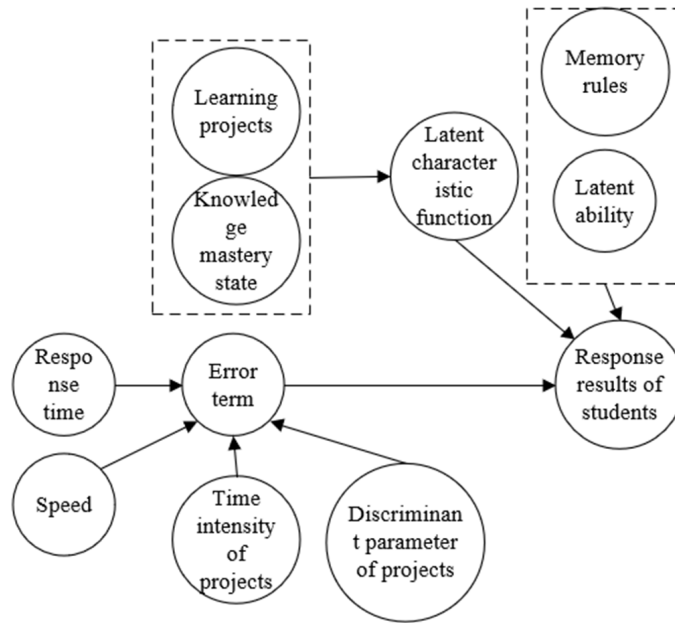 Learning
projects
Knowled
ge
mastery
state
Latent
character
istic
function
Memory
rules
Latent
ability
Respo
nse
time
Error
term
Response
results of
students
Speed
Time
intensity
of
projects
Discriminan
t parameter
of projects